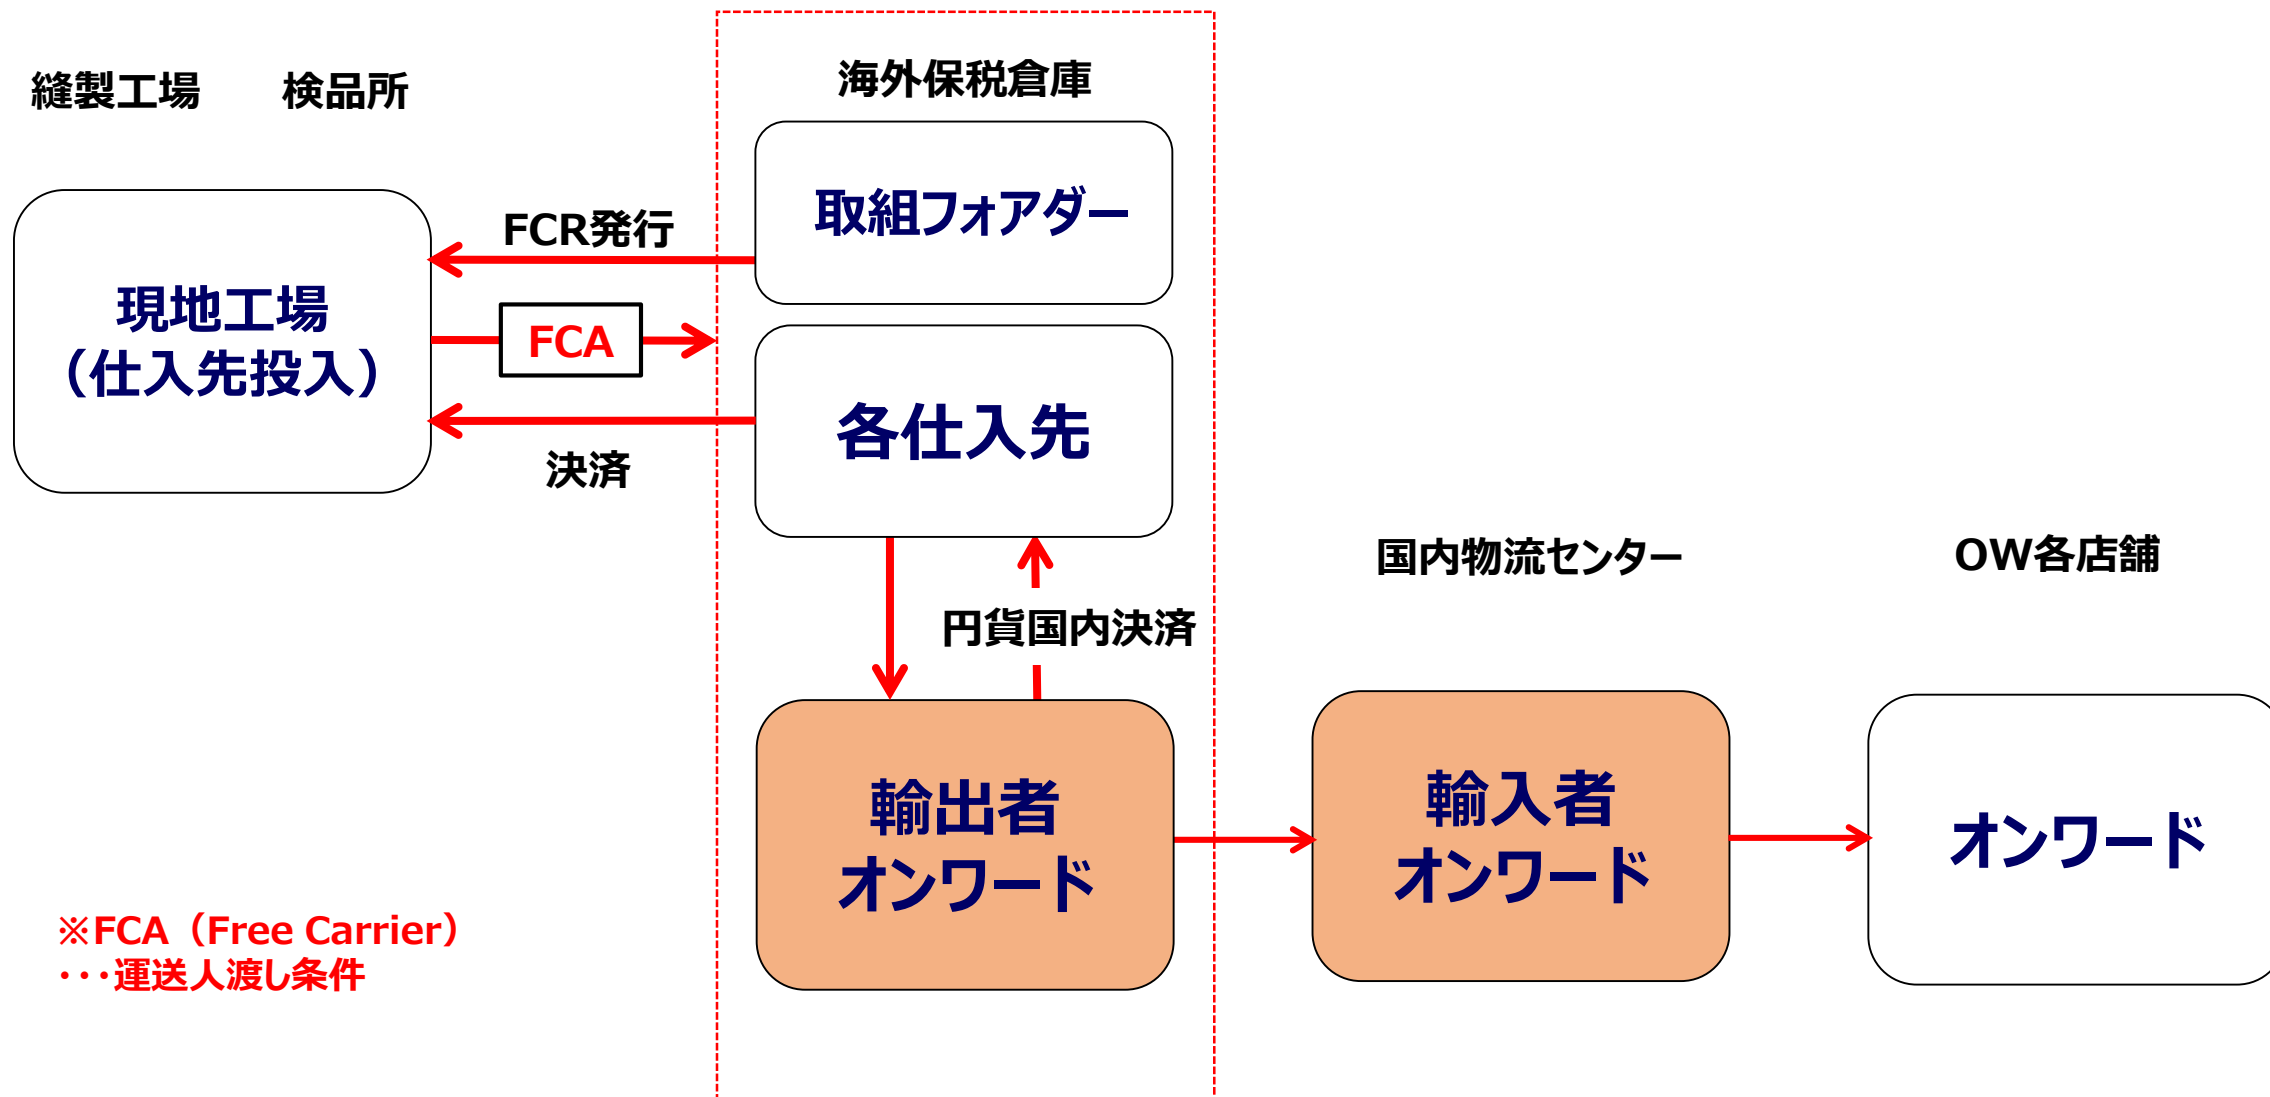 縫製工場
検品所
海外保税倉庫
取組フォアダー
FCR発行
現地工場
（仕入先投入）
FCA
各仕入先
決済
円貨国内決済
国内物流センター
OW各店舗
輸出者
オンワード
輸入者
オンワード
オンワード
※FCA（Free Carrier）
・・・運送人渡し条件